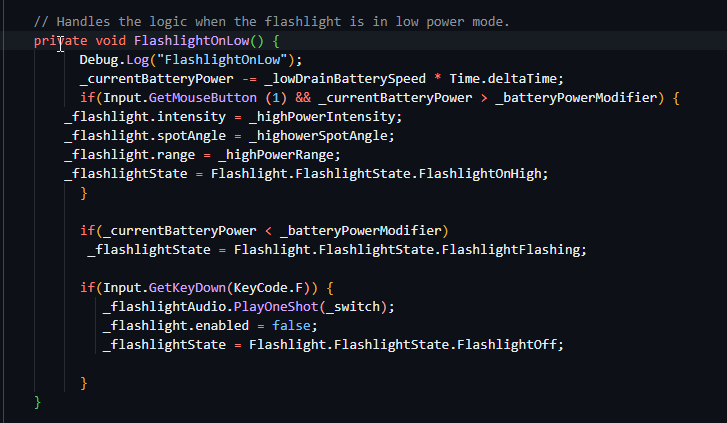 // Handles the logic when the flashlight is in low power mode.
private void FlashlightOnLow() {
Debug.Log("FlashlightOnLow");
_currentBatteryPower -= _lowDrainBatterySpeed * Time.deltaTime;
if(Input.GetMouseButton (1) && _currentBatteryPower > _batteryPowerModifier) {
_flashlight.intensity = _highPowerIntensity;
_flashlight.spotAngle = _highowerSpotAngle;
_flashlight.range = _highPowerRange;
_flashlightState = Flashlight.FlashlightState.FlashlightOnHigh;
}
if(_currentBatteryPower < _batteryPowerModifier)
_flashlightState = Flashlight.FlashlightState.FlashlightFlashing;
if(Input.GetKeyDown(KeyCode.F)) {
_flashlightAudio.PlayOneShot(_switch);
_flashlight.enabled = false;
_flashlightState = Flashlight.FlashlightState.FlashlightOff;
}
}